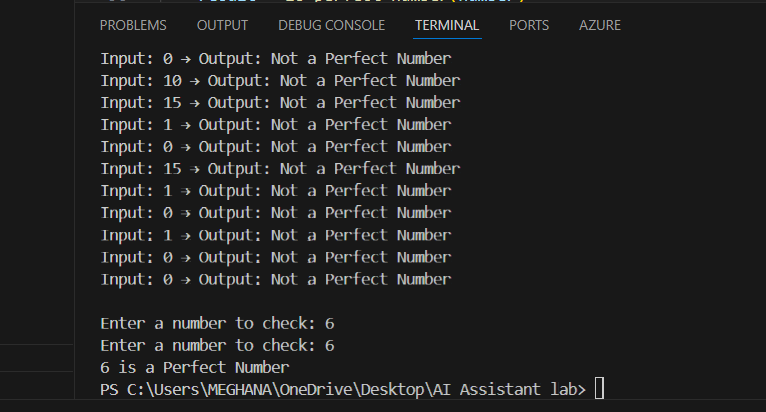 PROBLEMS OUTPUT DEBUG CONSOLE TERMINAL PORTS AZURE
Input: 0 → Output: Not a Perfect Number
Input: 10 → Output: Not a Perfect Number
Input: 15 → Output: Not a Perfect Number
Input: 1 → Output: Not a Perfect Number
Input: 0 → Output: Not a Perfect Number
Input: 15 → Output: Not a Perfect Number
Input: 1 → Output: Not a Perfect Number
Input: 0 → Output: Not a Perfect Number
Input: 1 → Output: Not a Perfect Number
Input: 0 → Output: Not a Perfect Number
Input: 0 → Output: Not a Perfect Number
Enter a number to check: 6
Enter a number to check: 6
6 is a Perfect Number
PS C:\Users\MEGHANA\OneDrive\Desktop\AI Assistant lab>